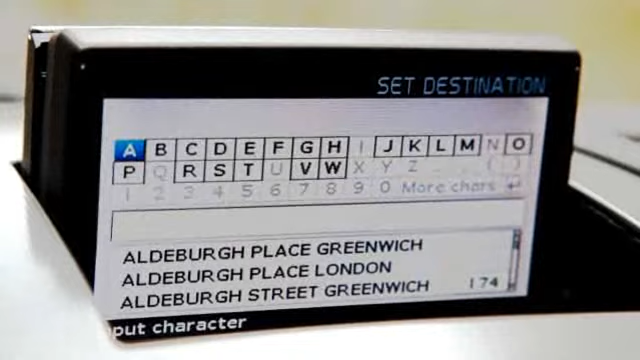 SET DESTINATION
A B C D E F G H I J K L M N O
P Q R S T U V W X Y Z . ( )
1 2 3 4 5 6 7 8 9 0 More chars
ALDEBURGH PLACE GREENWICH
ALDEBURGH PLACE LONDON
ALDEBURGH STREET GREENWICH 174
put character